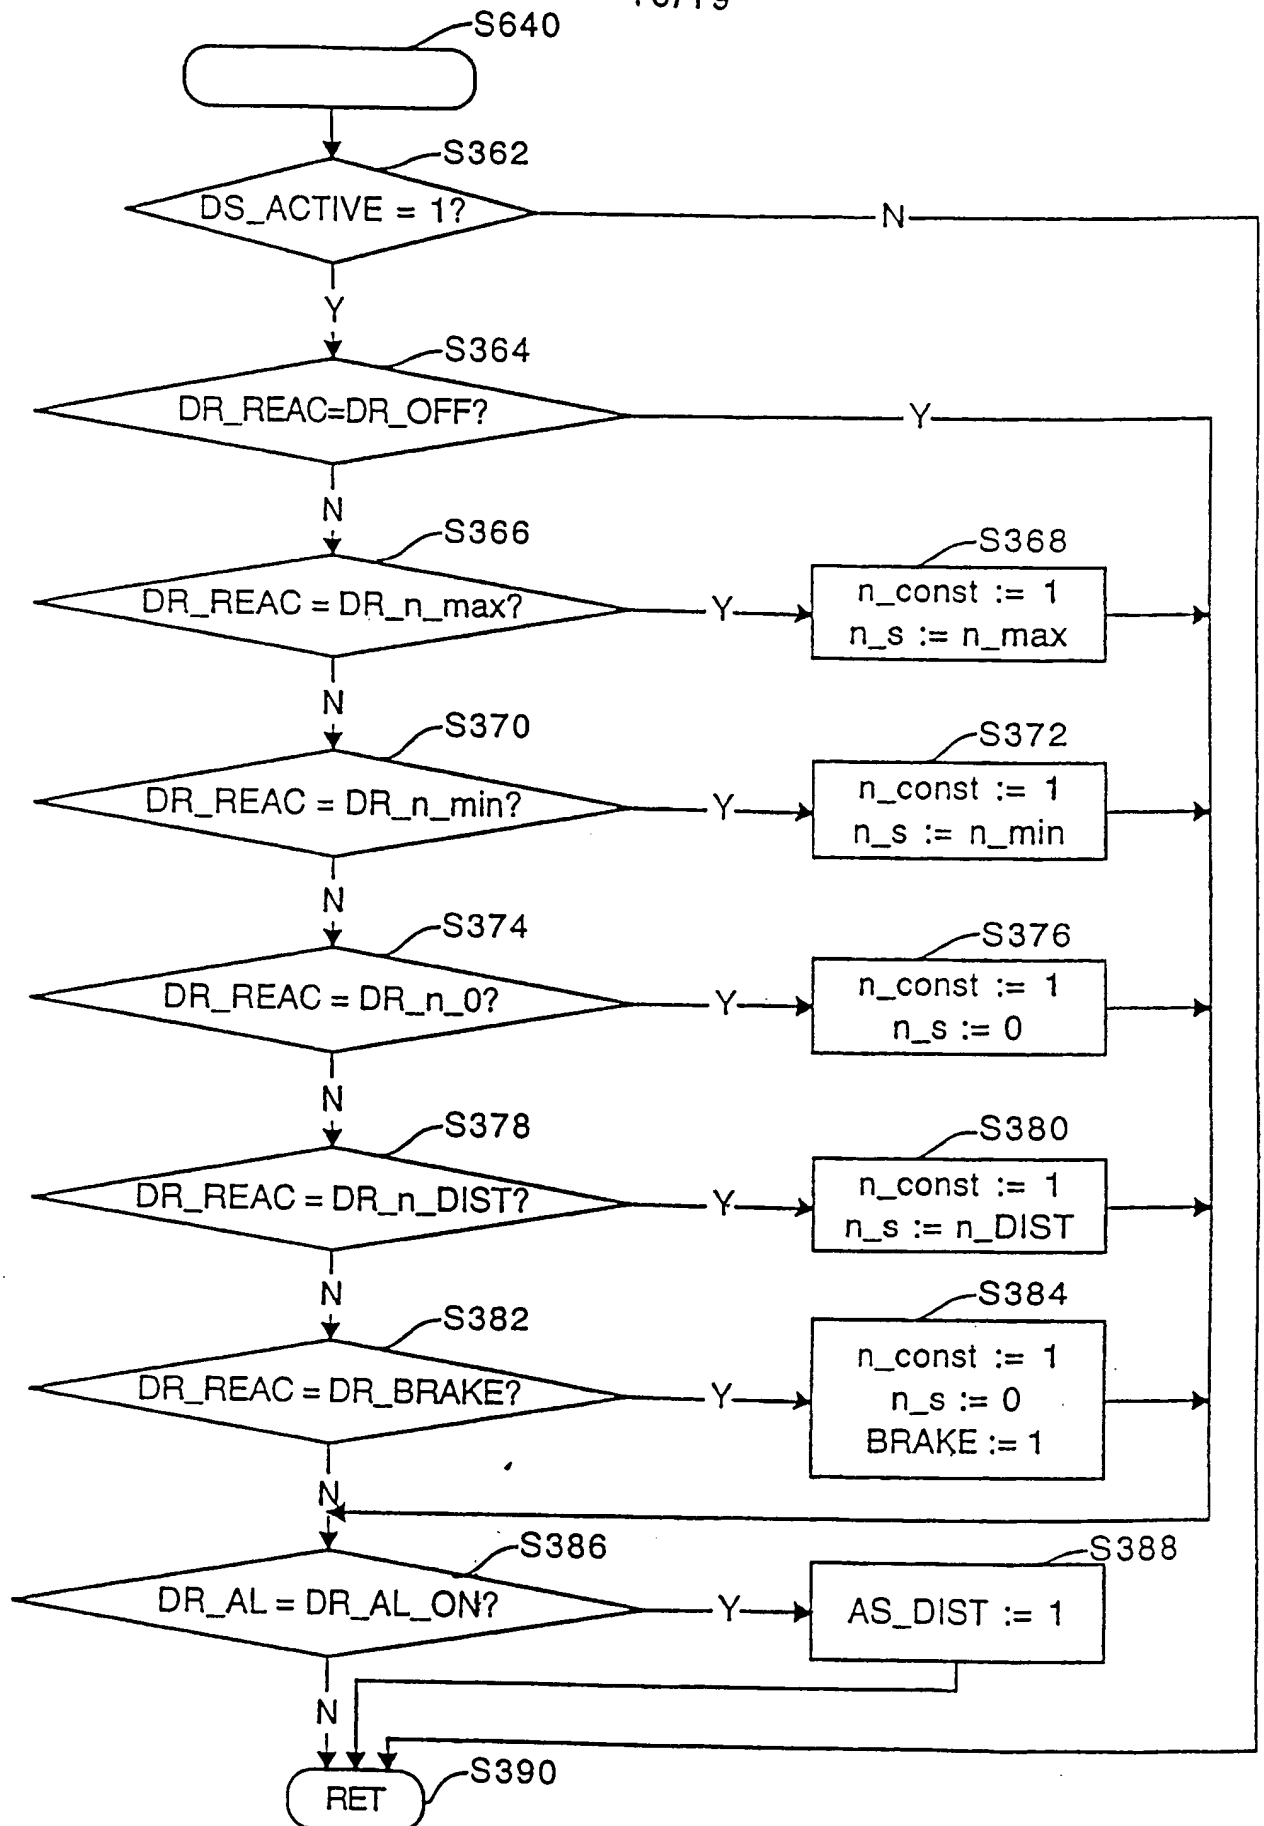 S640
S362
DS_ACTIVE = 1?
N
Y
S364
DR_REAC=DR_OFF?
Y
N
S366
DR_REAC = DR_n_max?
Y
S368
n_const := 1
n_s := n_max
N
S370
DR_REAC = DR_n_min?
Y
S372
n_const := 1
n_s := n_min
N
S374
DR_REAC = DR_n_0?
Y
S376
n_const := 1
n_s := 0
N
S378
DR_REAC = DR_n_DIST?
Y
S380
n_const := 1
n_s := n_DIST
N
S382
DR_REAC = DR_BRAKE?
Y
S384
n_const := 1
n_s := 0
BRAKE := 1
N
S386
DR_AL = DR_AL_ON?
Y
S388
AS_DIST := 1
N
S390
RET